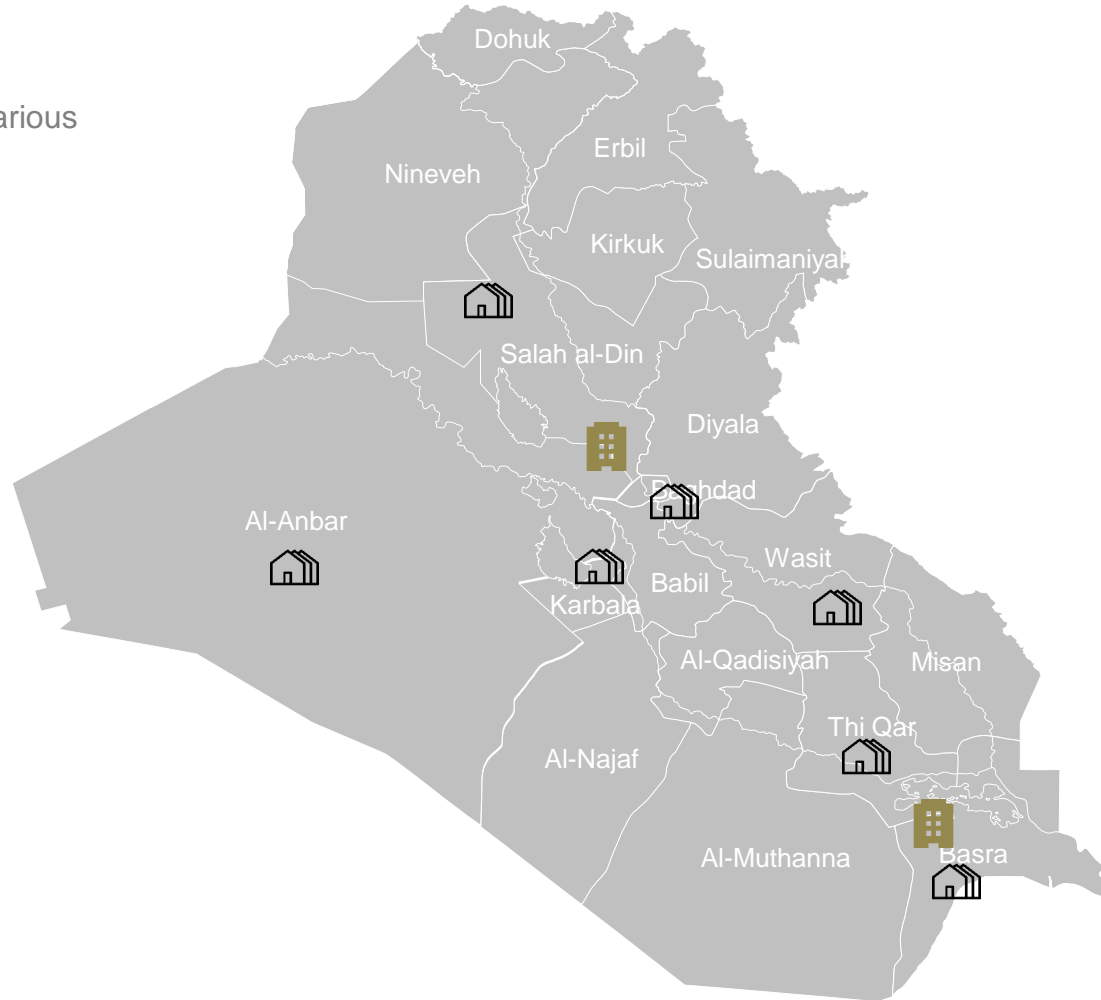 Dohuk
arious
Erbil
Nineveh
Kirkuk
Sulaimaniyah
Salah al-Din
Diyala
Baghdad
Al-Anbar
Wasit
Babil
Karbala
Al-Qadisiyah
Misan
Thi Qar
Al-Najaf
Al-Muthanna
Basra